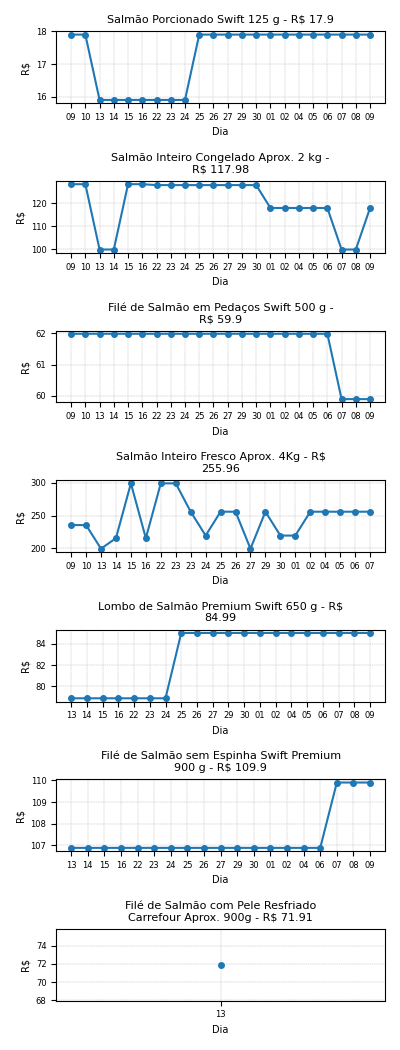 Salmão Porcionado Swift 125 g - R$ 17.9
18
17
16
R$
09 10 13 14 15 16 22 23 24 25 26 27 29 30 01 02 04 05 06 07 08 09
Dia
Salmão Inteiro Congelado Aprox. 2 kg -
R$ 117.98
120
110
100
R$
09 10 13 14 15 16 22 23 24 25 26 27 29 30 01 02 04 05 06 07 08 09
Dia
Filé de Salmão em Pedaços Swift 500 g -
R$ 59.9
62
61
60
R$
09 10 13 14 15 16 22 23 24 25 26 27 29 30 01 02 04 05 06 07 08 09
Dia
Salmão Inteiro Fresco Aprox. 4Kg - R$
255.96
300
250
200
R$
09 10 13 14 15 16 22 23 23 24 25 26 27 29 30 01 02 04 05 06 07
Dia
Lombo de Salmão Premium Swift 650 g - R$
84.99
84
82
80
R$
13 14 15 16 22 23 24 25 26 27 29 30 01 02 04 05 06 07 08 09
Dia
Filé de Salmão sem Espinha Swift Premium
900 g - R$ 109.9
110
109
108
107
R$
13 14 15 16 22 23 24 25 26 27 29 30 01 02 04 05 06 07 08 09
Dia
Filé de Salmão com Pele Resfriado
Carrefour Aprox. 900g - R$ 71.91
74
72
70
68
R$
13
Dia